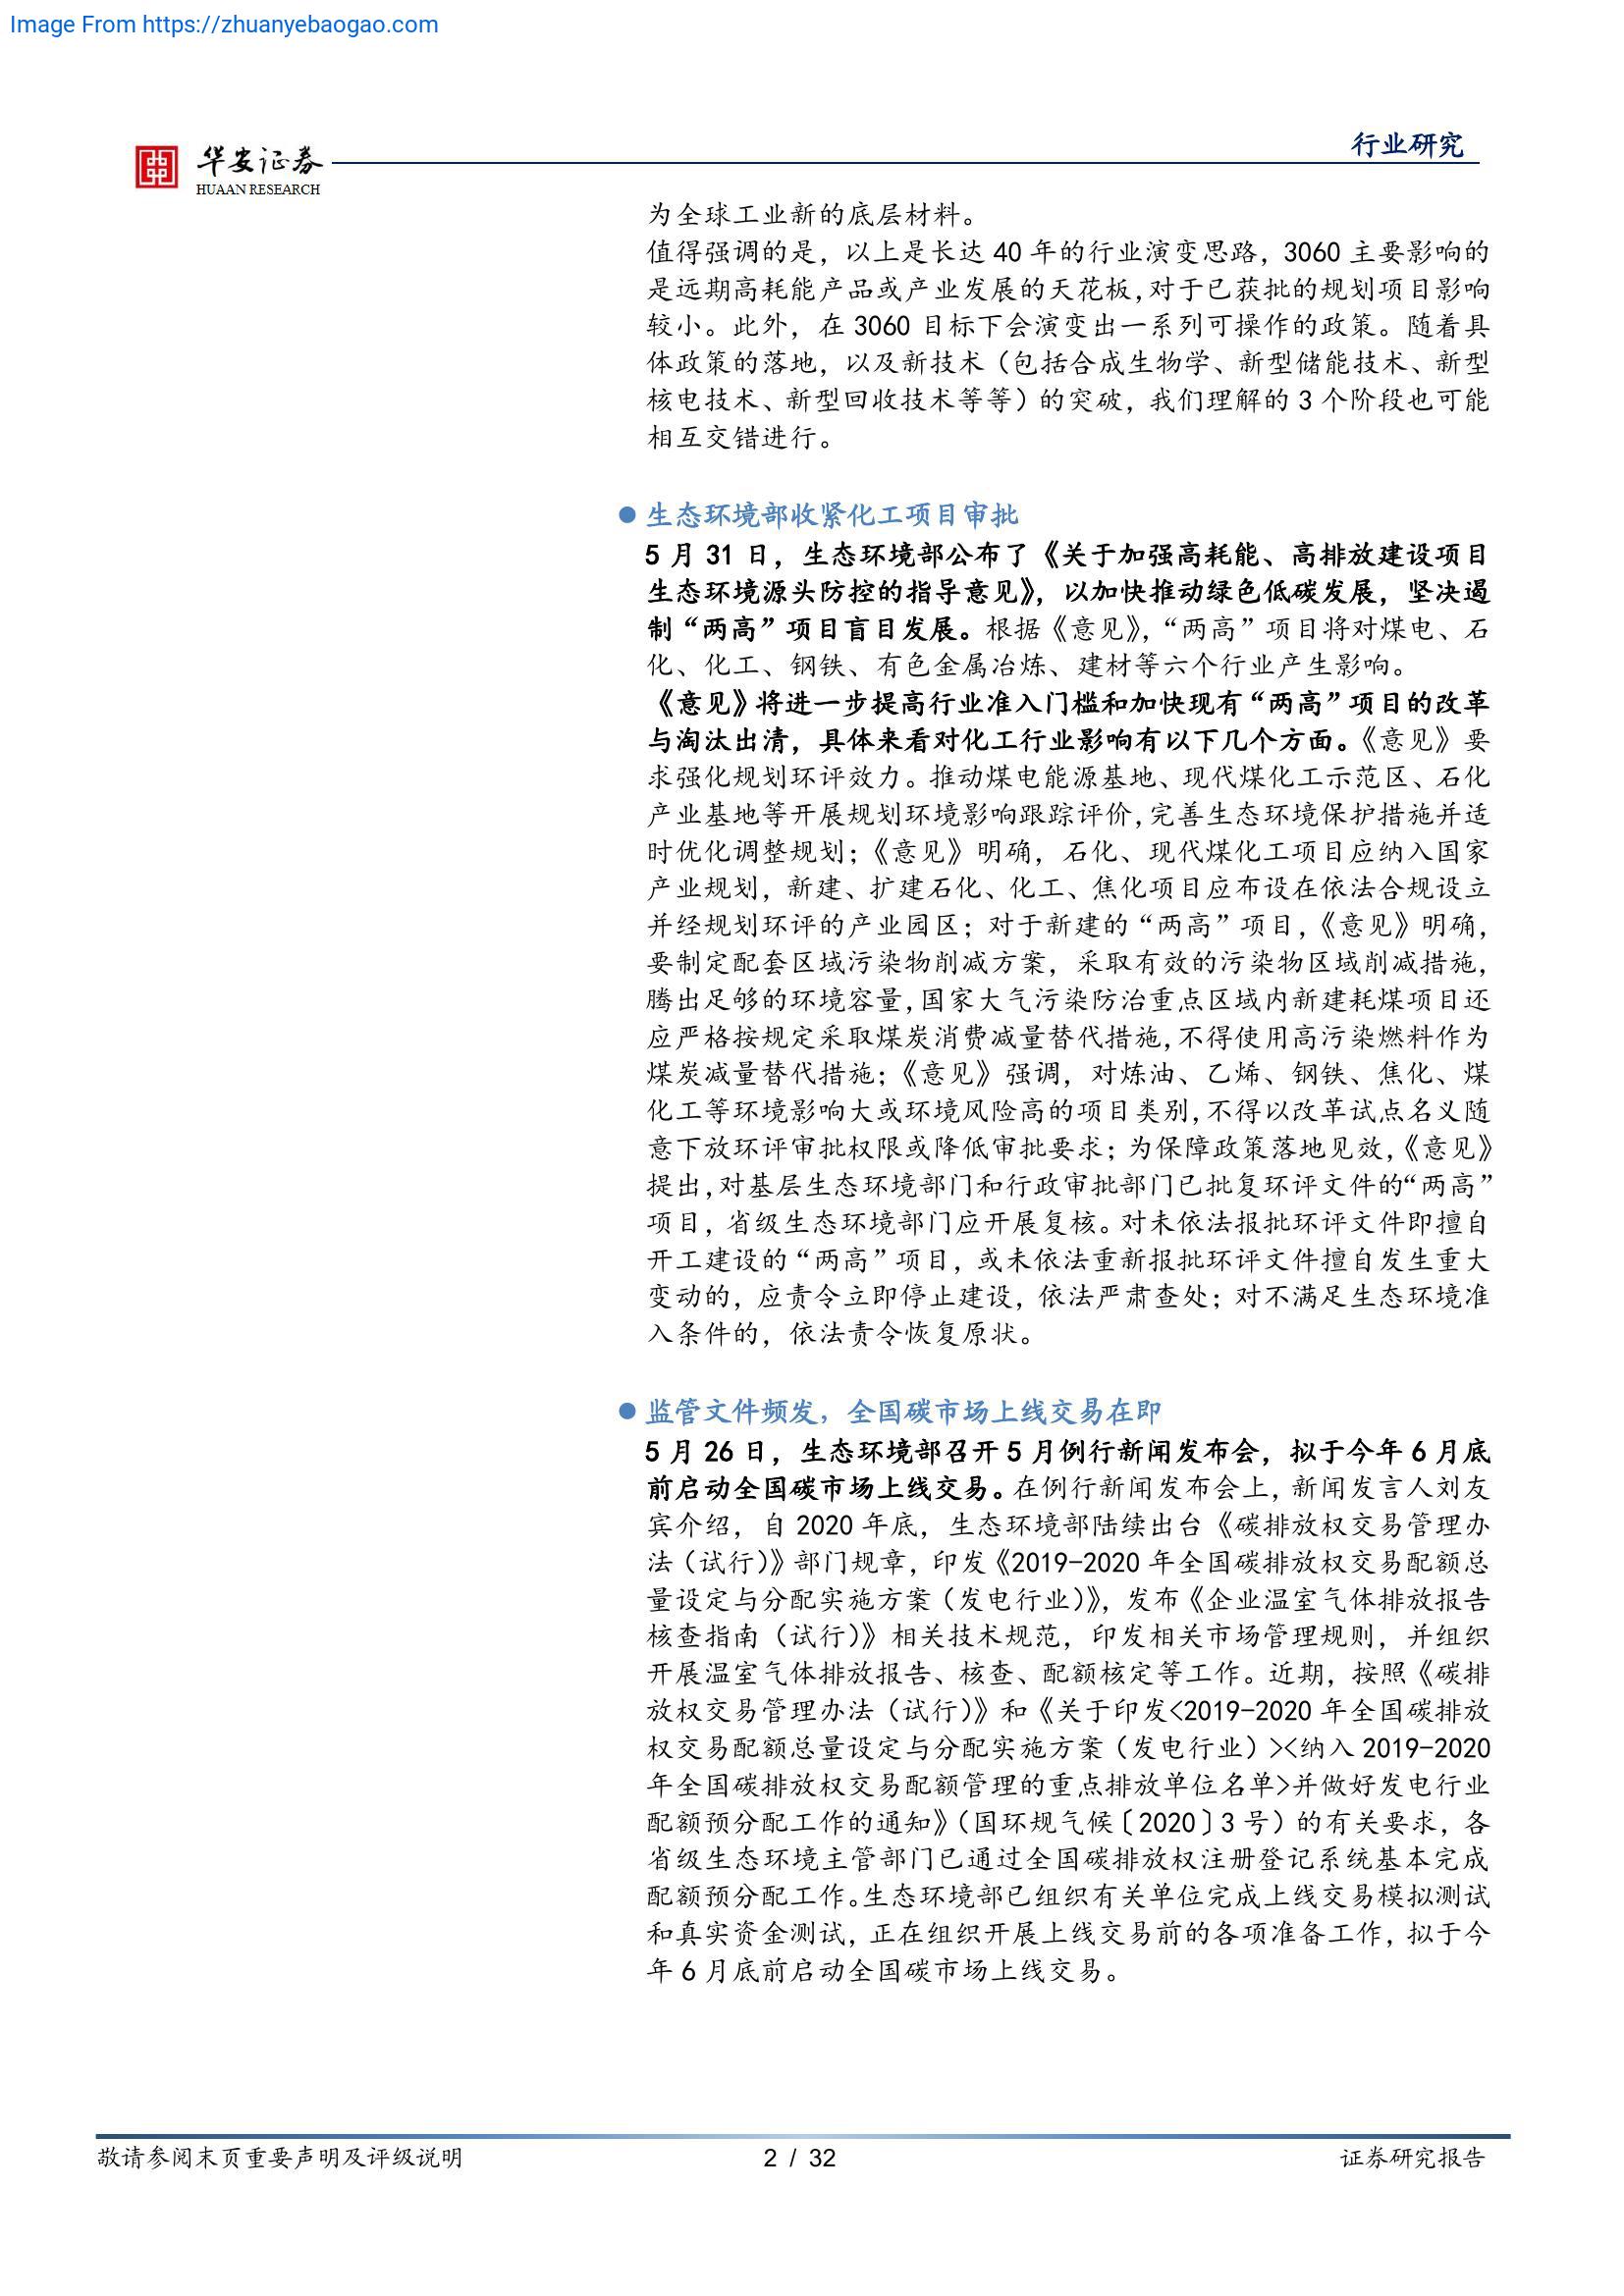 Image From https://zhuanyebaogao.com
华安证券
HUAAN RESEARCH
行业研究
为全球工业新的底层材料。
值得强调的是，以上是长达 40 年的行业演变思路，3060 主要影响的
是远期高耗能产品或产业发展的天花板，对于已获批的规划项目影响
较小。此外，在 3060 目标下会演变出一系列可操作的政策。随着具
体政策的落地，以及新技术（包括合成生物学、新型储能技术、新型
核电技术、新型回收技术等等）的突破，我们理解的 3 个阶段也可能
相互交错进行。
● 生态环境部收紧化工项目审批
5 月 31 日，生态环境部公布了《关于加强高耗能、高排放建设项目
生态环境源头防控的指导意见》，以加快推动绿色低碳发展，坚决遏
制“两高”项目盲目发展。根据《意见》，“两高”项目将对煤电、石
化、化工、钢铁、有色金属冶炼、建材等六个行业产生影响。
《意见》将进一步提高行业准入门槛和加快现有“两高”项目的改革
与淘汰出清，具体来看对化工行业影响有以下几个方面。《意见》要
求强化规划环评效力。推动煤电能源基地、现代煤化工示范区、石化
产业基地等开展规划环境影响跟踪评价，完善生态环境保护措施并适
时优化调整规划；《意见》明确，石化、现代煤化工项目应纳入国家
产业规划，新建、扩建石化、化工、焦化项目应布设在依法合规设立
并经规划环评的产业园区；对于新建的“两高”项目，《意见》明确，
要制定配套区域污染物削减方案，采取有效的污染物区域削减措施，
腾出足够的环境容量，国家大气污染防治重点区域内新建耗煤项目还
应严格按规定采取煤炭消费减量替代措施，不得使用高污染燃料作为
煤炭减量替代措施；《意见》强调，对炼油、乙烯、钢铁、焦化、煤
化工等环境影响大或环境风险高的项目类别，不得以改革试点名义随
意下放环评审批权限或降低审批要求；为保障政策落地见效，《意见》
提出，对基层生态环境部门和行政审批部门已批复环评文件的“两高”
项目，省级生态环境部门应开展复核。对未依法报批环评文件即擅自
开工建设的“两高”项目，或未依法重新报批环评文件擅自发生重大
变动的，应责令立即停止建设，依法严肃查处；对不满足生态环境准
入条件的，依法责令恢复原状。
● 监管文件频发，全国碳市场上线交易在即
5 月 26 日，生态环境部召开 5 月例行新闻发布会，拟于今年 6 月底
前启动全国碳市场上线交易。在例行新闻发布会上，新闻发言人刘友
宾介绍，自 2020 年底，生态环境部陆续出台《碳排放权交易管理办
法（试行）》部门规章，印发《2019-2020 年全国碳排放权交易配额总
量设定与分配实施方案（发电行业）》，发布《企业温室气体排放报告
核查指南（试行）》相关技术规范，印发相关市场管理规则，并组织
开展温室气体排放报告、核查、配额核定等工作。近期，按照《碳排
放权交易管理办法（试行）》和《关于印发<2019-2020 年全国碳排放
权交易配额总量设定与分配实施方案（发电行业）><纳入 2019-2020
年全国碳排放权交易配额管理的重点排放单位名单>并做好发电行业
配额预分配工作的通知》（国环规气候〔2020〕3 号）的有关要求，各
省级生态环境主管部门已通过全国碳排放权注册登记系统基本完成
配额预分配工作。生态环境部已组织有关单位完成上线交易模拟测试
和真实资金测试，正在组织开展上线交易前的各项准备工作，拟于今
年 6 月底前启动全国碳市场上线交易。
敬请参阅末页重要声明及评级说明
2 / 32
证券研究报告